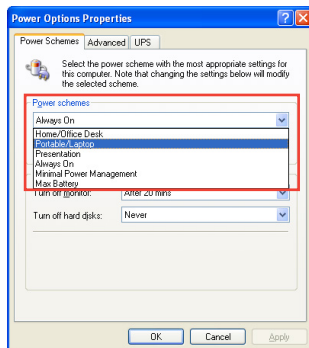 Power Options Properties
Power Schemes Advanced UPS
Select the power scheme with the most appropriate settings for
this computer. Note that changing the settings below will modify
the selected scheme.
Power schemes
Always On
Home/Office Desk
Portable/Laptop
Presentation
Always On
Minimal Power Management
Max Battery
Turn off monitor: After 20 mins
Turn off hard disks: Never
OK Cancel Apply